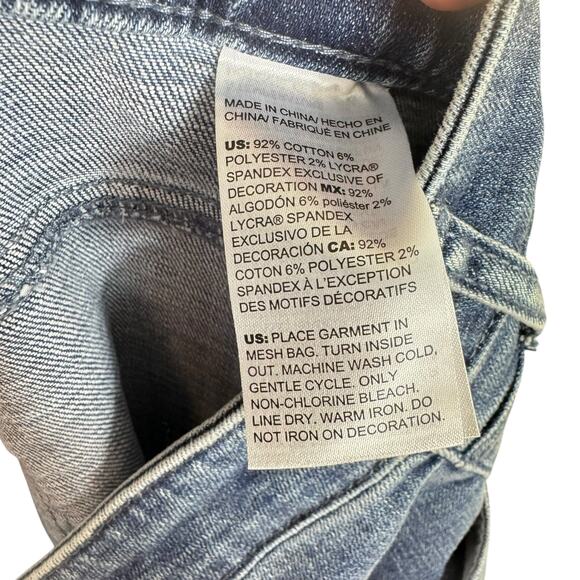 MADE IN CHINA/ HECHO EN
CHINA/ FABRIQUÉ EN CHINE
US: 92% COTTON 6%
POLYESTER 2% LYCRA®
SPANDEX EXCLUSIVE OF
DECORATION MX: 92%
ALGODÓN 6% poliéster 2%
LYCRA® SPANDEX
EXCLUSIVO DE LA
DECORACIÓN CA: 92%
COTON 6% POLYESTER 2%
SPANDEX À L'EXCEPTION
DES MOTIFS DÉCORATIFS
US: PLACE GARMENT IN
MESH BAG. TURN INSIDE
OUT. MACHINE WASH COLD,
GENTLE CYCLE. ONLY
NON-CHLORINE BLEACH.
LINE DRY. WARM IRON. DO
NOT IRON ON DECORATION.